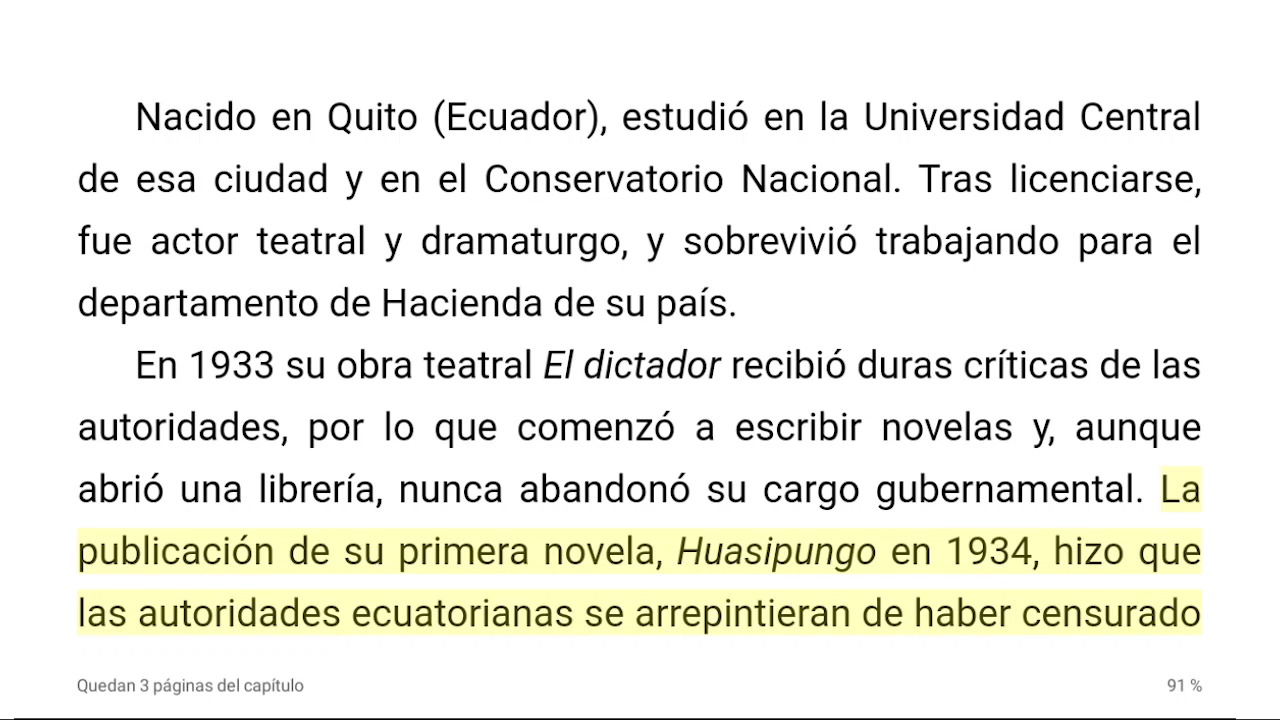 Nacido en Quito (Ecuador), estudió en la Universidad Central
de esa ciudad y en el Conservatorio Nacional. Tras licenciarse,
fue actor teatral y dramaturgo, y sobrevivió trabajando para el
departamento de Hacienda de su país.
En 1933 su obra teatral El dictador recibió duras críticas de las
autoridades, por lo que comenzó a escribir novelas y, aunque
abrió una librería, nunca abandonó su cargo gubernamental. La
publicación de su primera novela, Huasipungo en 1934, hizo que
las autoridades ecuatorianas se arrepintieran de haber censurado
Quedan 3 páginas del capítulo 91 %